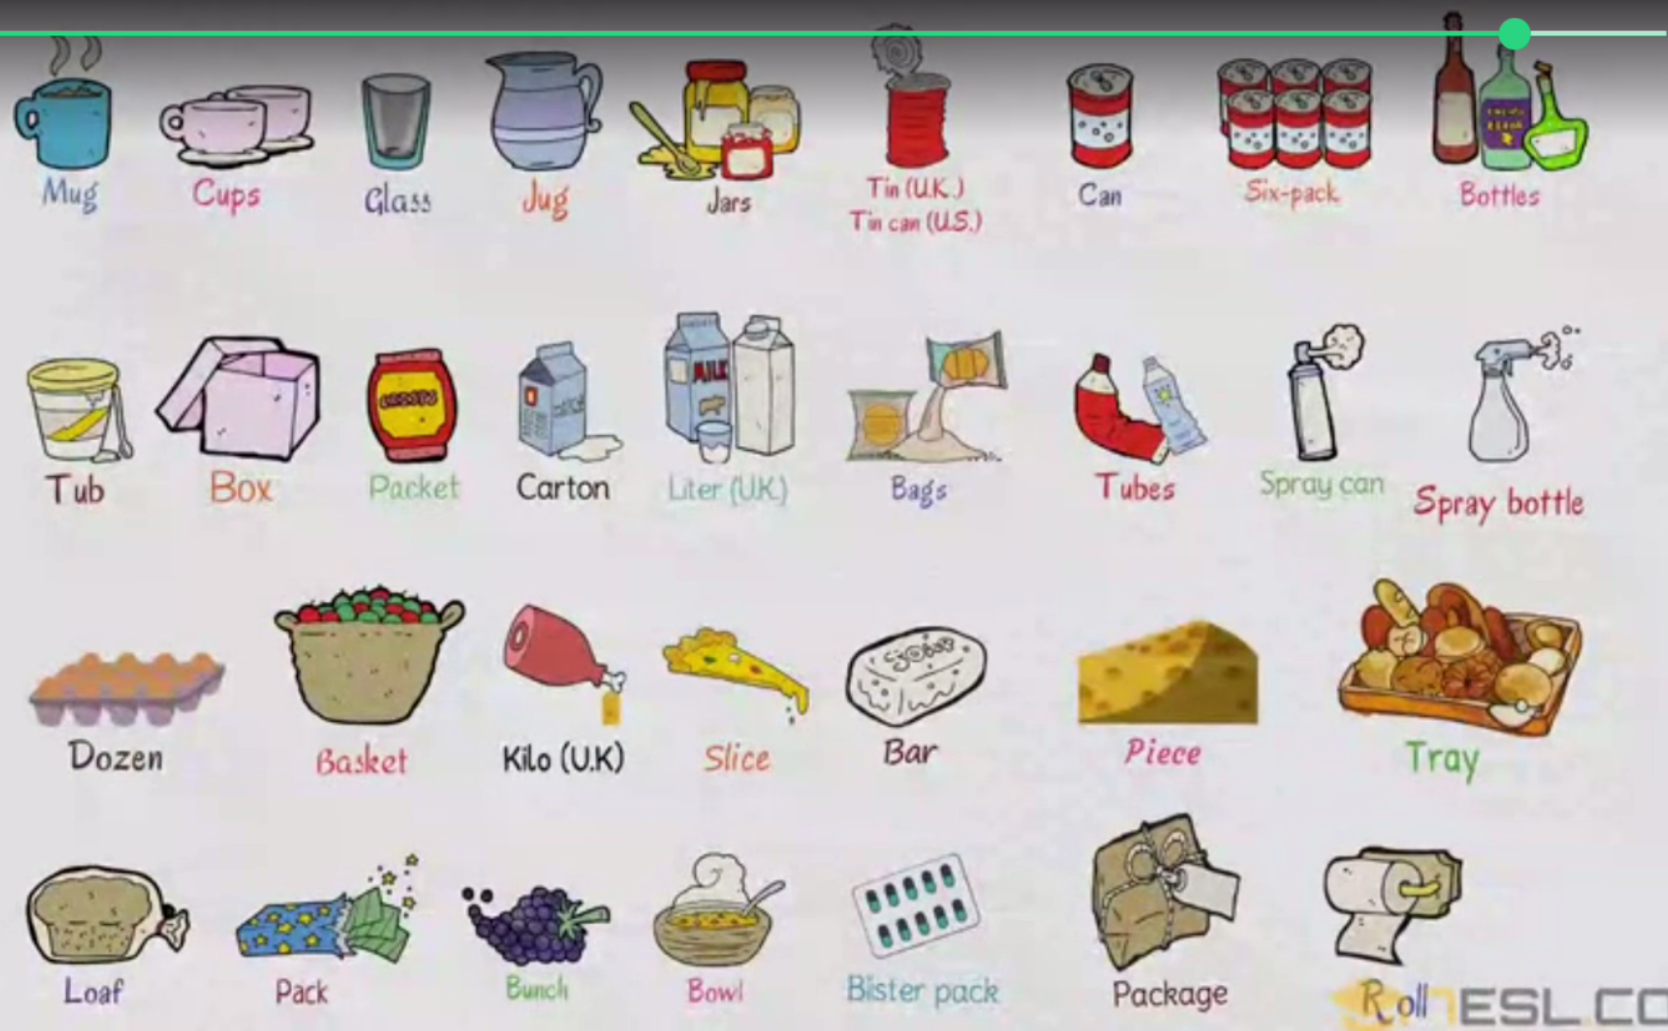 Mug
Cups
Glass
Jug
Jars
Tin (U.K.)
Tin can (U.S.)
Can
Six-pack
Bottles
Tub
Box
Packet
Carton
MILK
Liter (U.K.)
Bags
Tubes
Spray can
Spray bottle
Dozen
Basket
Kilo (U.K)
Slice
Bar
Piece
Tray
Loaf
Pack
Bunch
Bowl
Bister pack
Package
Roll
ESL.CO